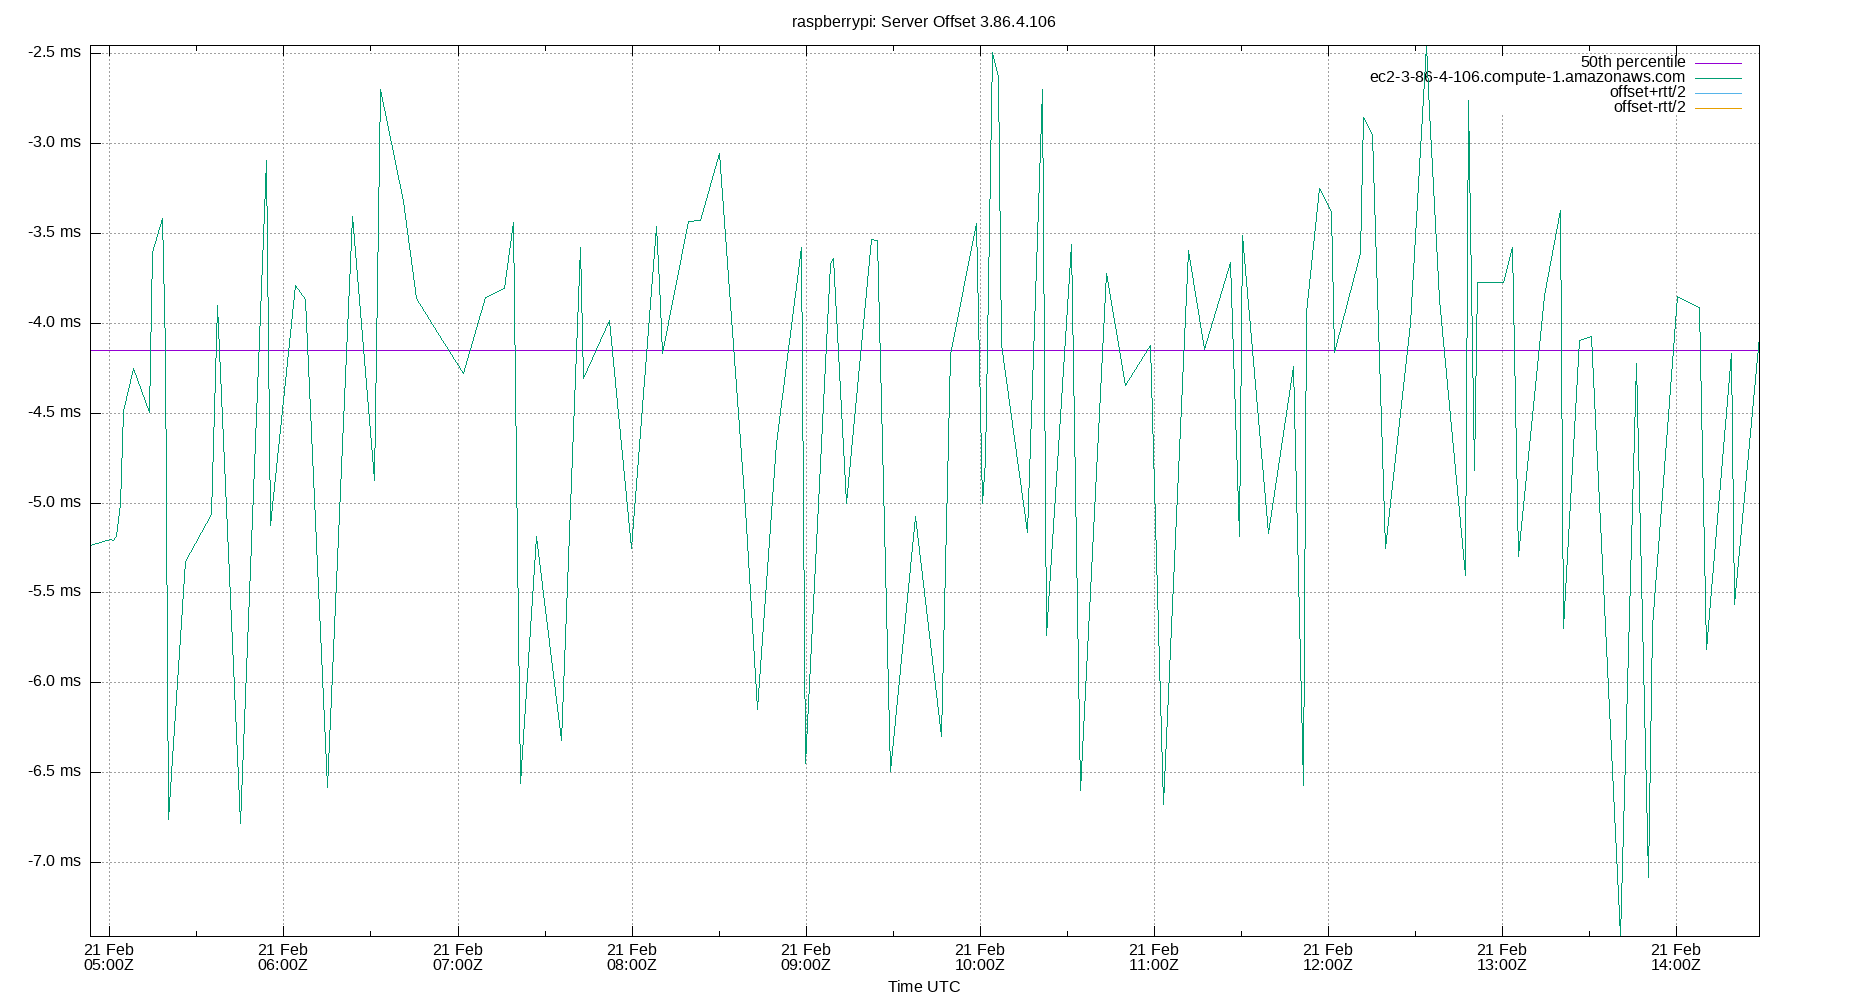 raspberrypi: Server Offset 3.86.4.106
-2.5 ms
-3.0 ms
-3.5 ms
-4.0 ms
-4.5 ms
-5.0 ms
-5.5 ms
-6.0 ms
-6.5 ms
-7.0 ms
50th percentile
ec2-3-86-4-106.compute-1.amazonaws.com
offset+rtt/2
offset-rtt/2
21 Feb 21 Feb 21 Feb 21 Feb 21 Feb 21 Feb 21 Feb 21 Feb 21 Feb 21 Feb
05:00Z 06:00Z 07:00Z 08:00Z 09:00Z 10:00Z 11:00Z 12:00Z 13:00Z 14:00Z
Time UTC